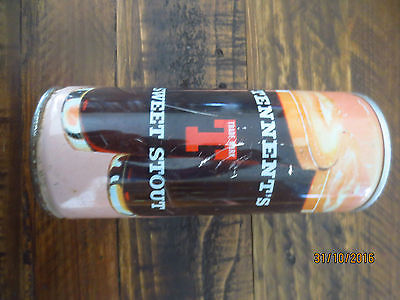 TENNENT'S
TRADE MARK
T
SWEET STOUT
31/10/2016